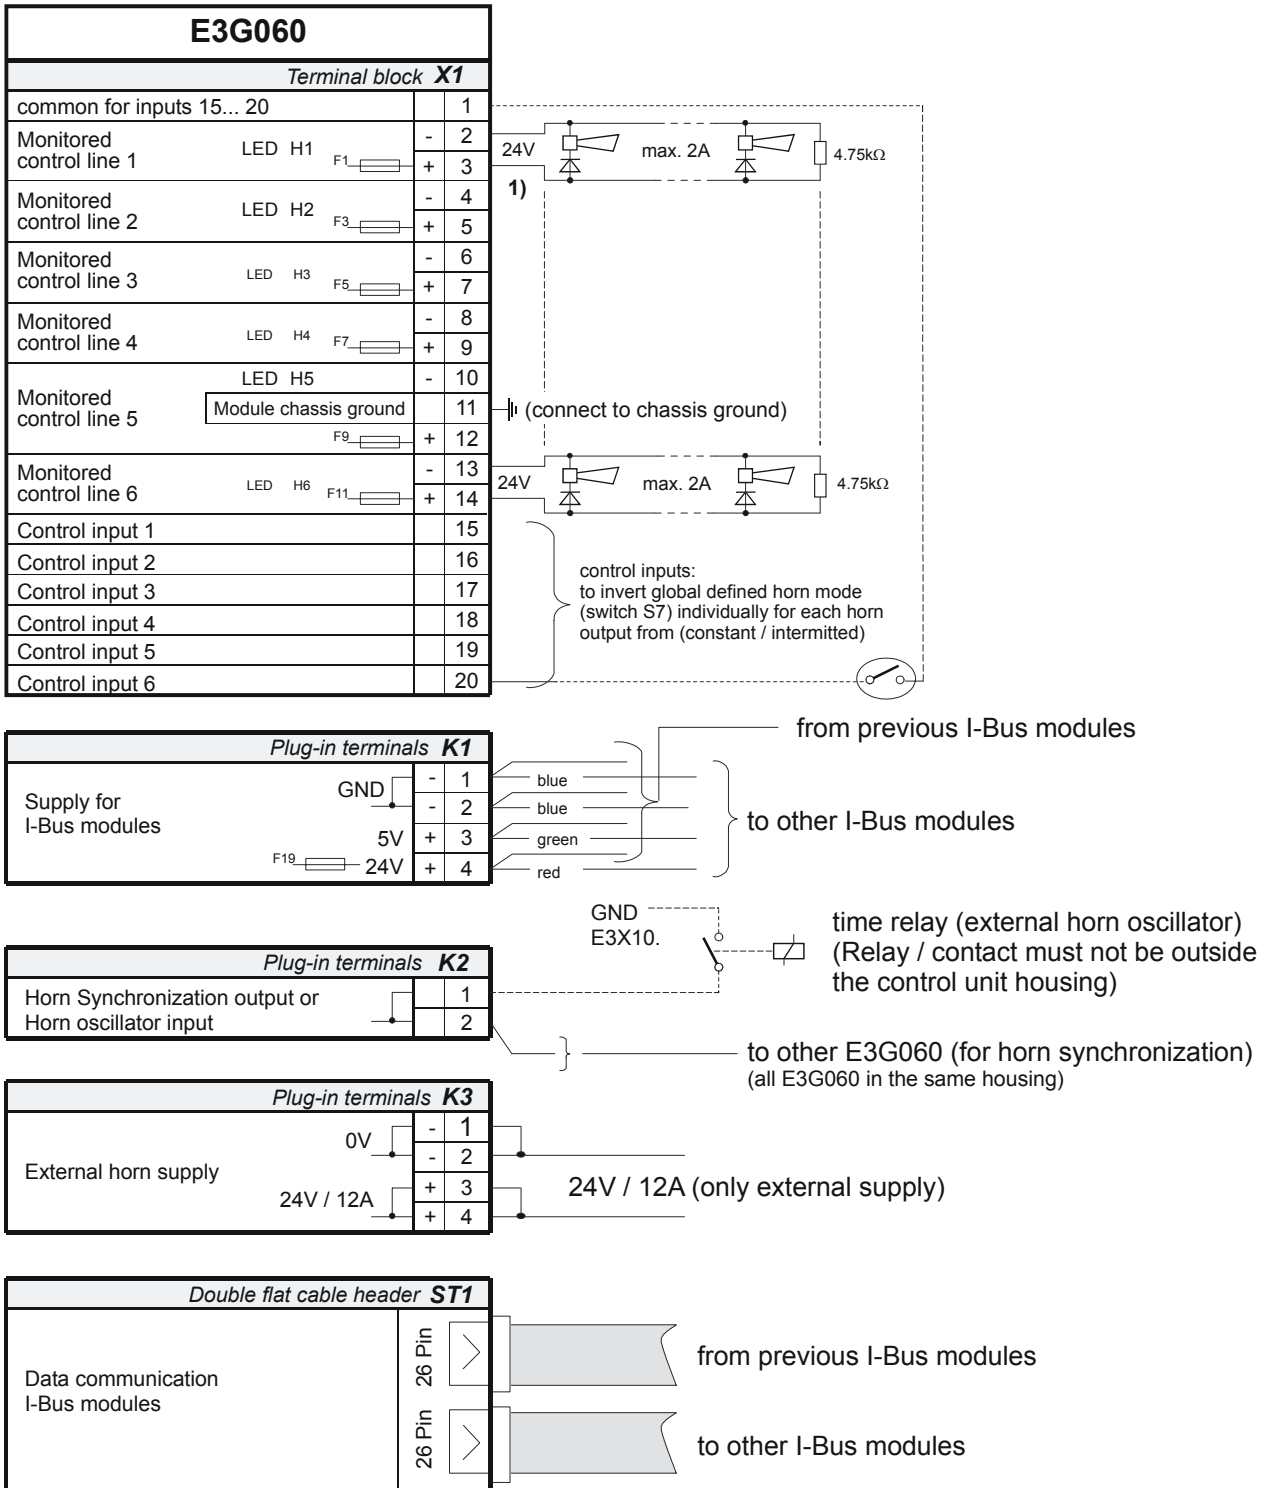 E3G060
Terminal block X1
common for inputs 15... 20 1
Monitored
control line 1
LED H1
F1
- 2
+ 3
24V
max. 2A
4.75kΩ
1)
Monitored
control line 2
LED H2
F3
- 4
+ 5
Monitored
control line 3
LED H3
F5
- 6
+ 7
Monitored
control line 4
LED H4
F7
- 8
+ 9
Monitored
control line 5
LED H5
- 10
Module chassis ground 11
(connect to chassis ground)
F9
+ 12
Monitored
control line 6
LED H6
F11
- 13
+ 14
24V
max. 2A
4.75kΩ
Control input 1 15
Control input 2 16
Control input 3 17
Control input 4 18
Control input 5 19
Control input 6 20
control inputs:
to invert global defined horn mode
(switch S7) individually for each horn
output from (constant / intermitted)
Plug-in terminals K1
Supply for
I-Bus modules
GND
- 1
- 2
5V + 3
F19
24V + 4
blue
blue
green
red
from previous I-Bus modules
to other I-Bus modules
GND
E3X10.
time relay (external horn oscillator)
(Relay / contact must not be outside
the control unit housing)
Plug-in terminals K2
Horn Synchronization output or
Horn oscillator input
1
2
to other E3G060 (for horn synchronization)
(all E3G060 in the same housing)
Plug-in terminals K3
External horn supply
0V
- 1
- 2
24V / 12A
+ 3
+ 4
24V / 12A (only external supply)
Double flat cable header ST1
Data communication
I-Bus modules
26 Pin
from previous I-Bus modules
26 Pin
to other I-Bus modules